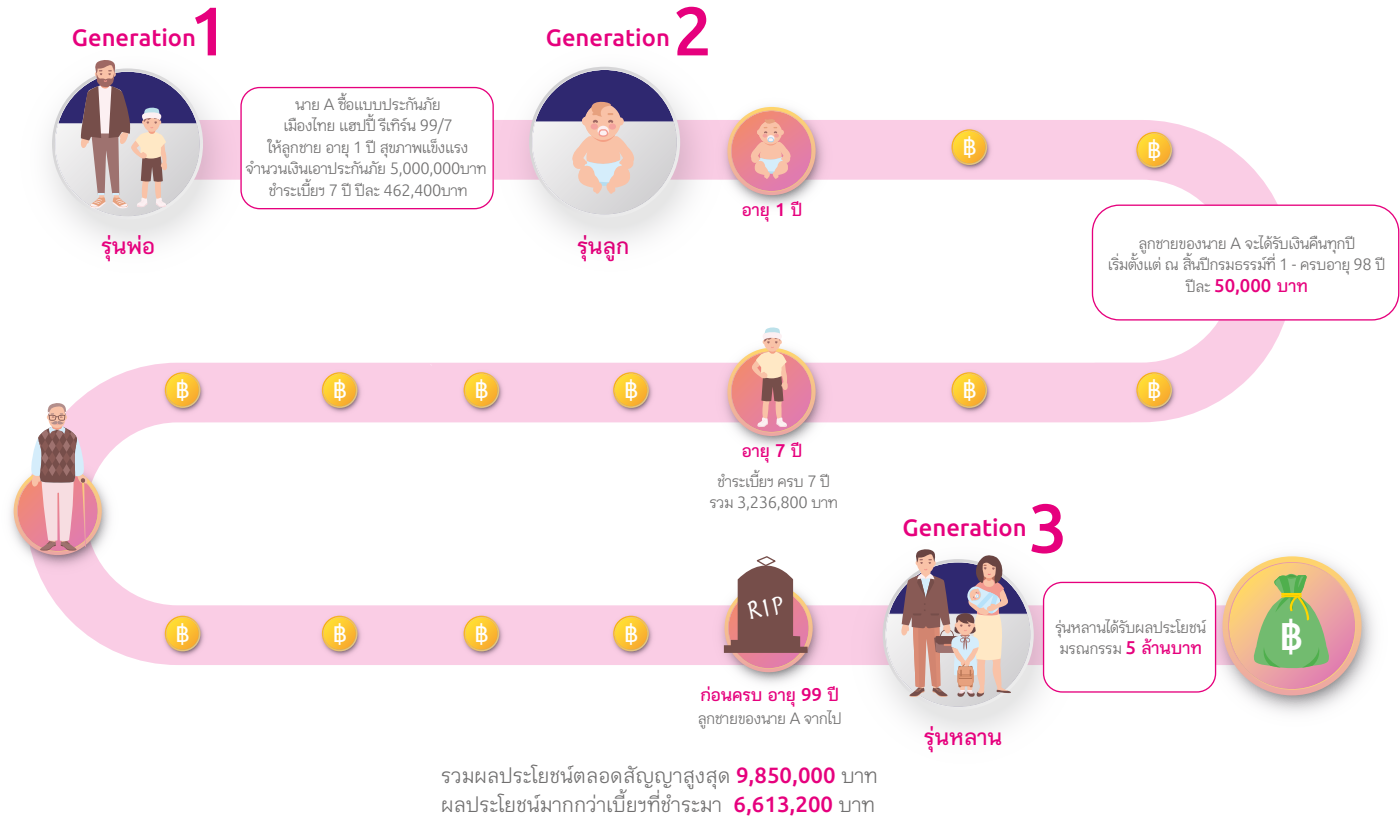 Generation 1
รุ่นพ่อ
นาย A ซื้อแบบประกันภัย
เมืองไทย แฮปปี้ รีเทิร์น 99/7
ให้ลูกชาย อายุ 1 ปี สุขภาพแข็งแรง
จำนวนเงินเอาประกันภัย 5,000,000บาท
ชำระเบี้ยฯ 7 ปี ปีละ 462,400บาท
Generation 2
รุ่นลูก
อายุ 1 ปี
฿
฿
ลูกชายของนาย A จะได้รับเงินคืนทุกปี
เริ่มตั้งแต่ ณ สิ้นปีกรมธรรม์ที่ 1 - ครบอายุ 98 ปี
ปีละ 50,000 บาท
฿
฿
฿
฿
อายุ 7 ปี
ชำระเบี้ยฯ ครบ 7 ปี
รวม 3,236,800 บาท
฿
฿
฿
฿
฿
฿
RIP
ก่อนครบ อายุ 99 ปี
ลูกชายของนาย A จากไป
Generation 3
รุ่นหลาน
รุ่นหลานได้รับผลประโยชน์
มรณกรรม 5 ล้านบาท
฿
รวมผลประโยชน์ตลอดสัญญาสูงสุด 9,850,000 บาท
ผลประโยชน์มากกว่าเบี้ยฯที่ชำระมา 6,613,200 บาท